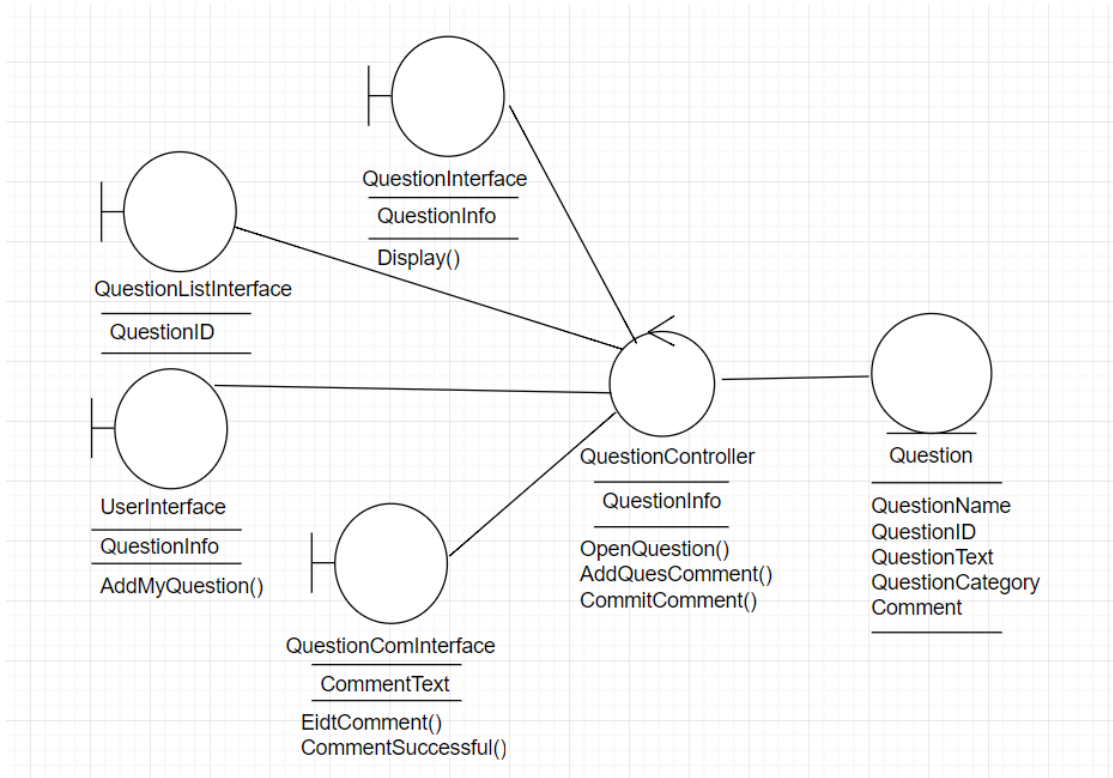 QuestionInterface
QuestionInfo
Display()
QuestionListInterface
QuestionID
UserInterface
QuestionInfo
AddMyQuestion()
QuestionComInterface
CommentText
EidtComment()
CommentSuccessful()
QuestionController
QuestionInfo
OpenQuestion()
AddQuesComment()
CommitComment()
Question
QuestionName
QuestionID
QuestionText
QuestionCategory
Comment